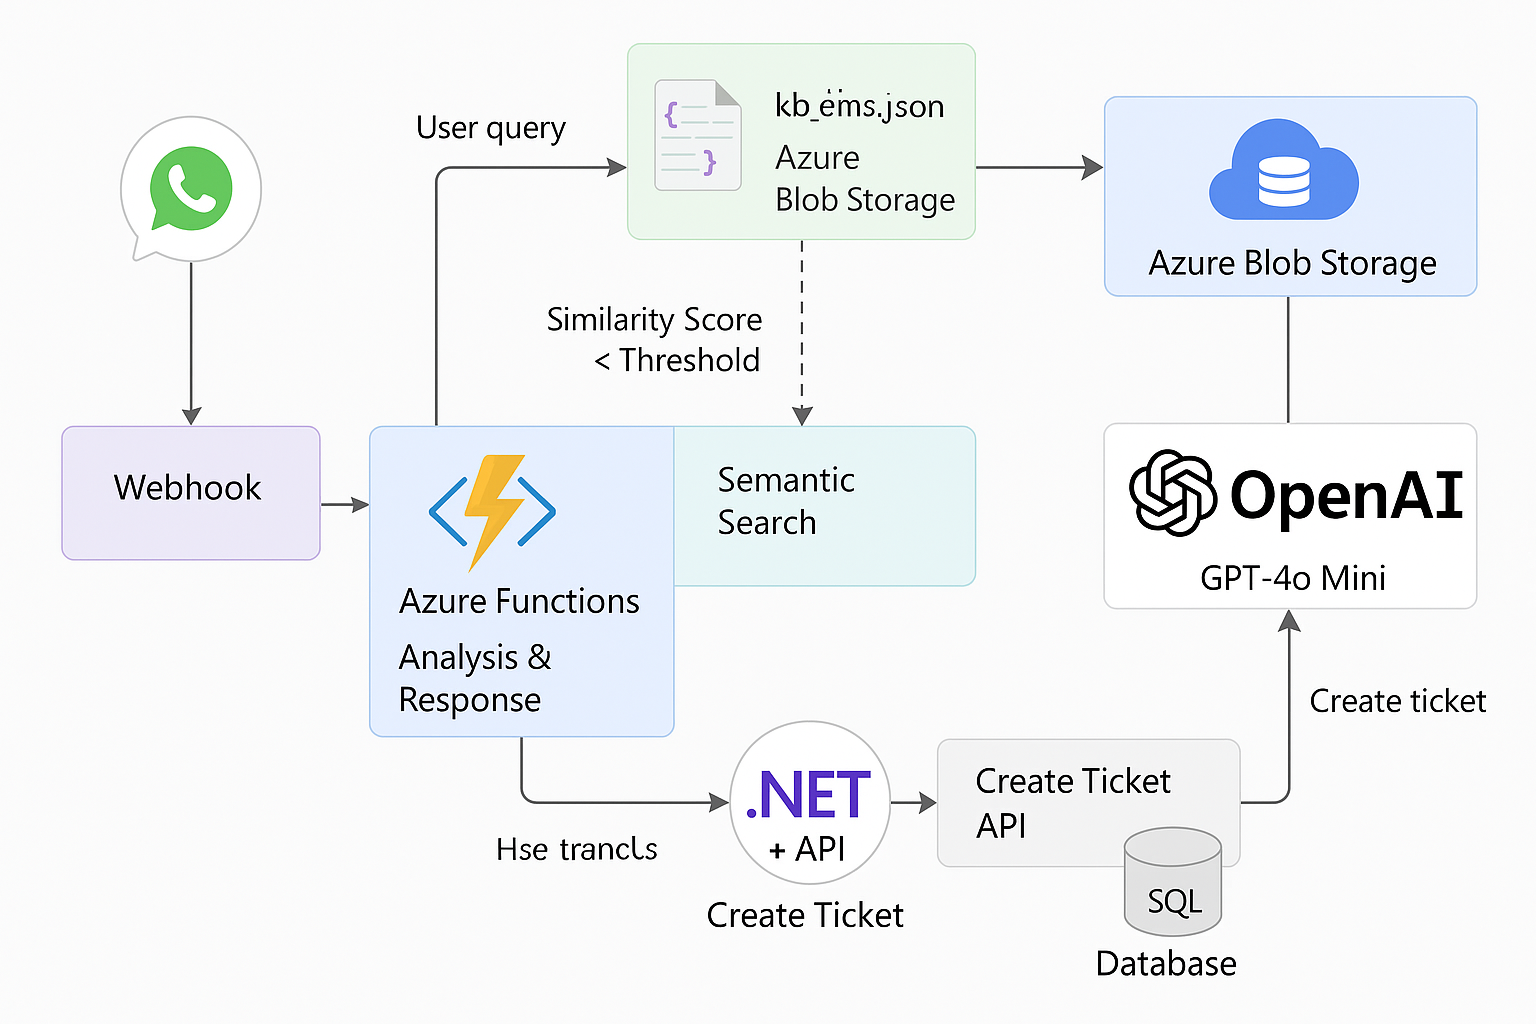 User query
kb_ëms.json
Azure
Blob Storage
Azure Blob Storage
Similarity Score
< Threshold
Webhook
Semantic
Search
Azure Functions
Analysis &
Response
OpenAI
GPT-4o Mini
Create ticket
.NET
+ API
Create Ticket
Create Ticket
API
SQL
Database
Hse trancls